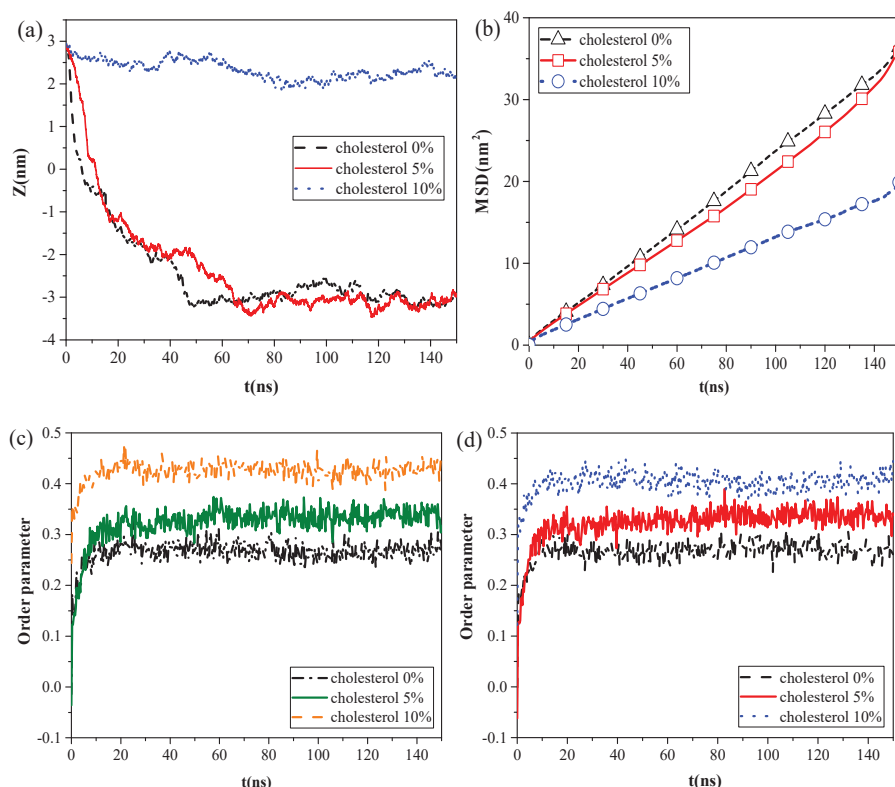 (a)
3
2
1
0
-1
-2
-3
-4
Z(nm)
cholesterol 0%
cholesterol 5%
cholesterol 10%
0 20 40 60 80 100 120 140
t(ns)
(b)
40
30
20
10
0
MSD(nm²)
cholesterol 0%
cholesterol 5%
cholesterol 10%
0 20 40 60 80 100 120 140
t(ns)
(c)
0.5
0.4
0.3
0.2
0.1
0.0
-0.1
Order parameter
cholesterol 0%
cholesterol 5%
cholesterol 10%
0 20 40 60 80 100 120 140
t(ns)
(d)
0.5
0.4
0.3
0.2
0.1
0.0
-0.1
Order parameter
cholesterol 0%
cholesterol 5%
cholesterol 10%
0 20 40 60 80 100 120 140
t(ns)